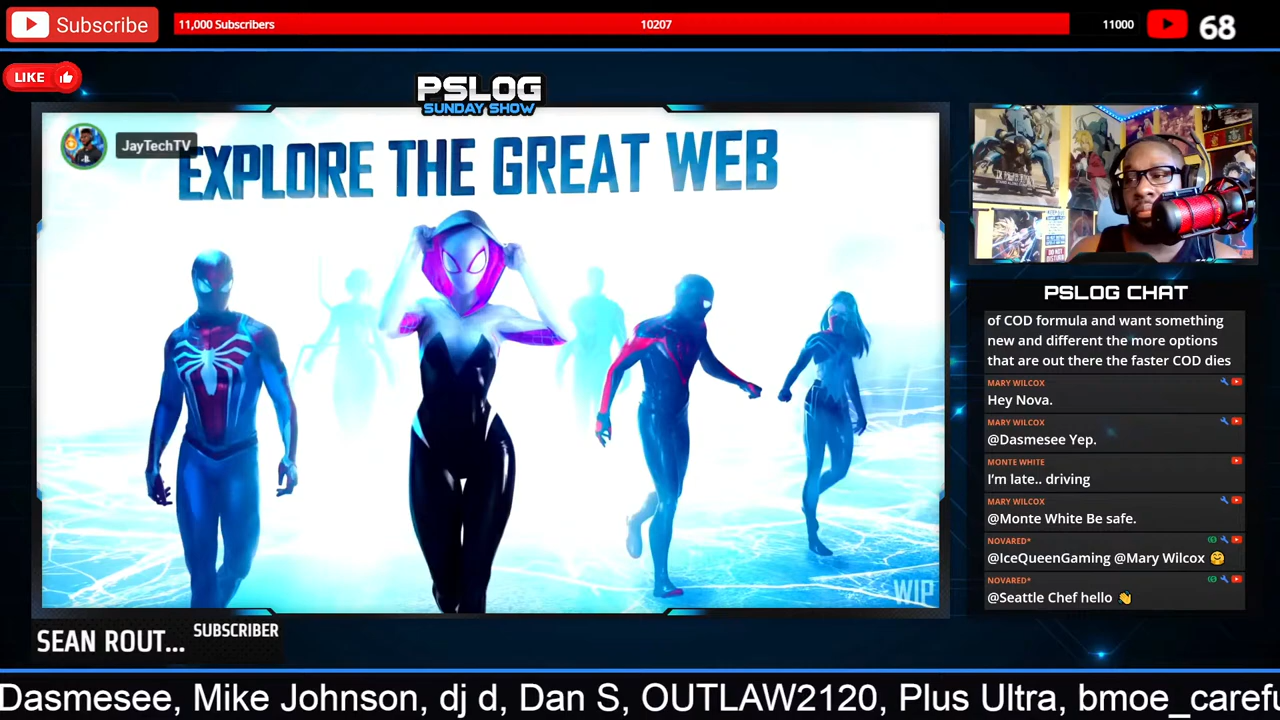 Subscribe
11,000 Subscribers
10207
11000
68
LIKE
PSLOG
SUNDAY SHOW
JayTechTV
EXPLORE THE GREAT WEB
WIP
PSLOG CHAT
of COD formula and want something
new and different the more options
that are out there the faster COD dies
MARY WILCOX
Hey Nova.
MARY WILCOX
@Dasmesee Yep.
MONTE WHITE
I'm late.. driving
MARY WILCOX
@Monte White Be safe.
NOVARED*
@IceQueenGaming @Mary Wilcox 🤗
NOVARED*
@Seattle Chef hello 👋
SEAN ROUT...
SUBSCRIBER
Dasmesee, Mike Johnson, dj d, Dan S, OUTLAW2120, Plus Ultra, bmoe_carefu